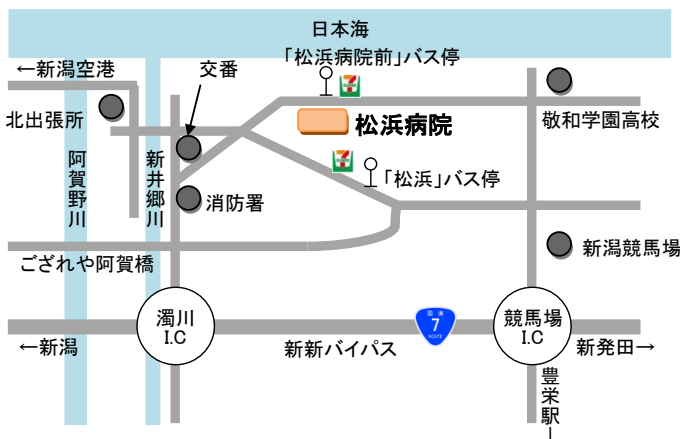 日本海
←新潟空港
交番
「松浜病院前」バス停
北出張所
松浜病院
敬和学園高校
阿賀野川
新井郷川
「松浜」バス停
消防署
ござれや阿賀橋
新潟競馬場
濁川
I.C
国道
7
ROUTE
競馬場
I.C
←新潟
新新バイパス
新発田→
豊栄駅